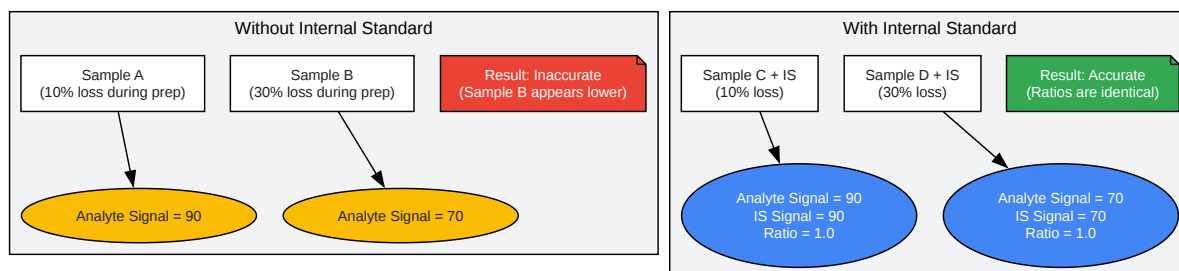 Without Internal Standard
Sample A
(10% loss during prep)
Sample B
(30% loss during prep)
Result: Inaccurate
(Sample B appears lower)
Analyte Signal = 90
Analyte Signal = 70
With Internal Standard
Sample C + IS
(10% loss)
Sample D + IS
(30% loss)
Result: Accurate
(Ratios are identical)
Analyte Signal = 90
IS Signal = 90
Ratio = 1.0
Analyte Signal = 70
IS Signal = 70
Ratio = 1.0